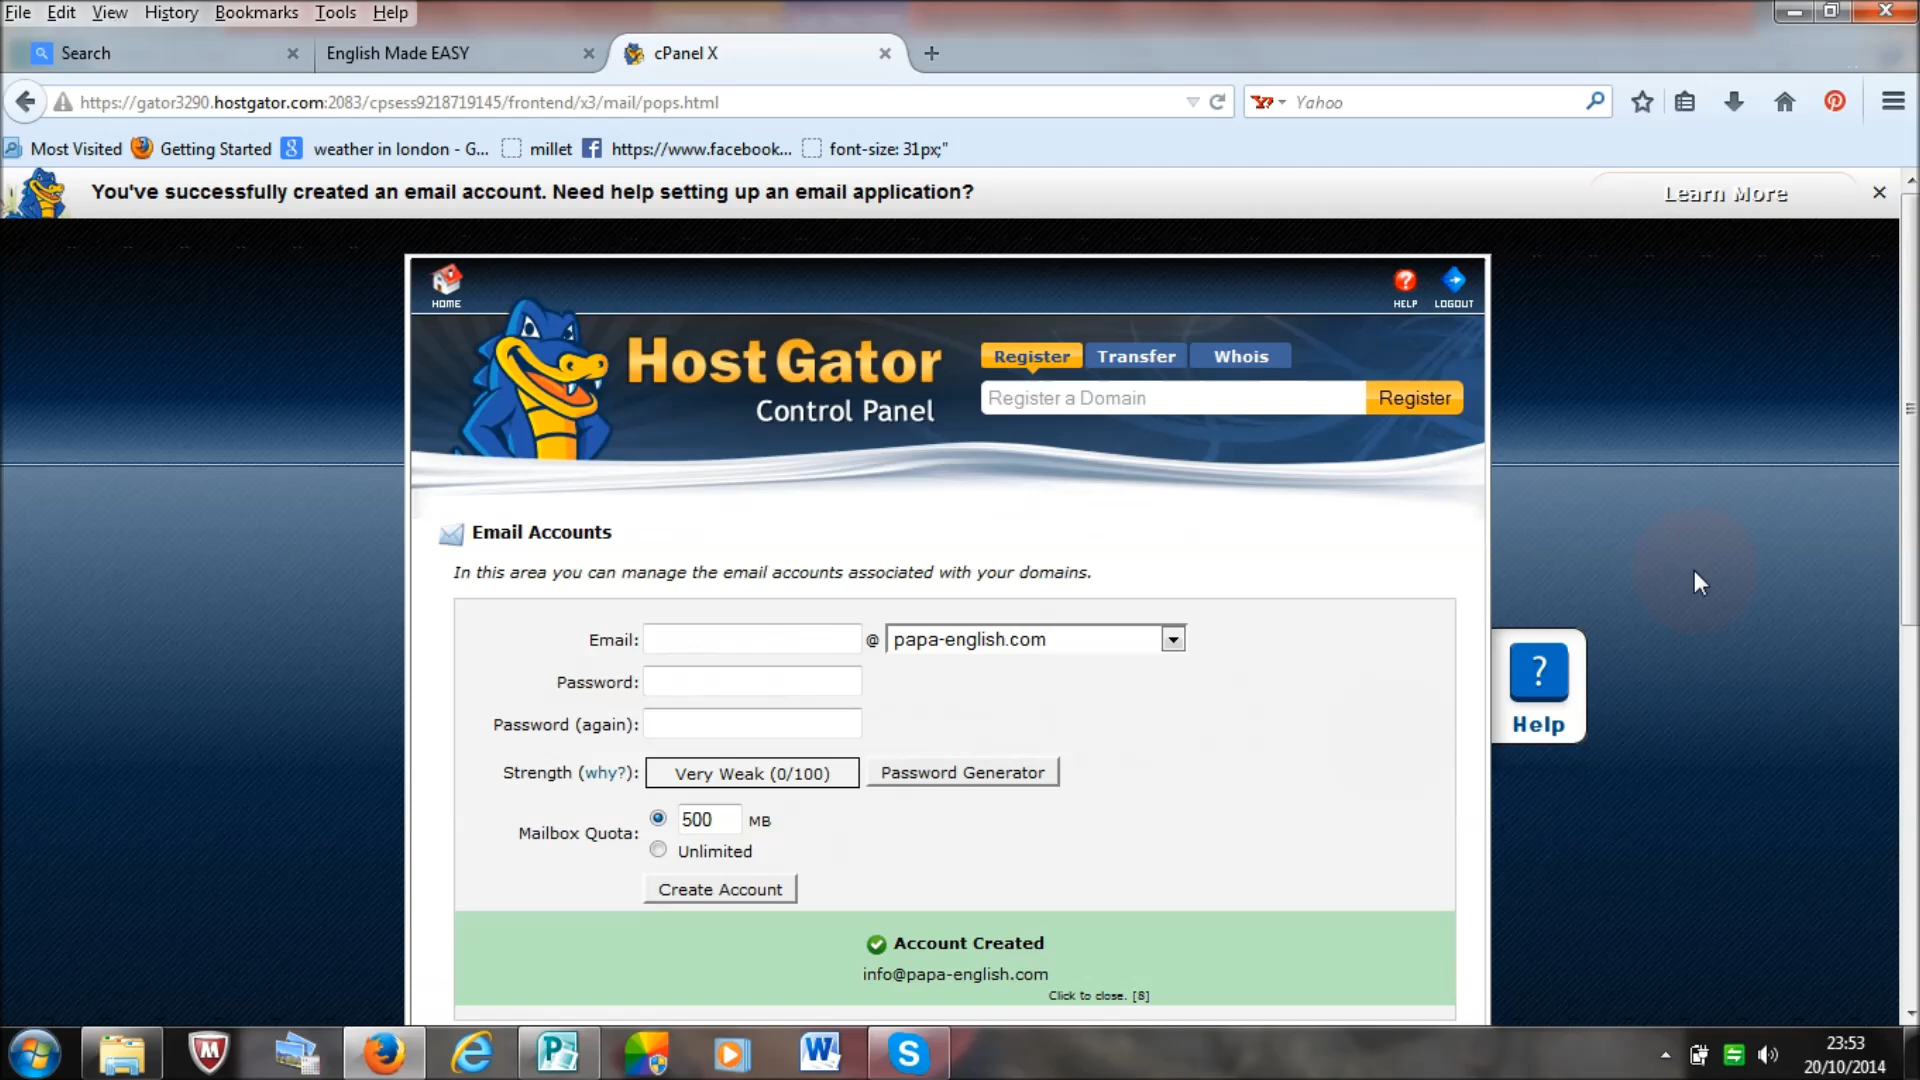 File Edit View History Bookmarks Tools Help
Search English Made EASY cPanel X
https://gator3290.hostgator.com:2083/cpsess9218719145/frontend/x3/mail/pops.html Yahoo
Most Visited Getting Started weather in london - G... millet https://www.facebook... font-size: 31px;"
You've successfully created an email account. Need help setting up an email application? Learn More
HOME HELP LOGOUT
HostGator
Control Panel
Register Transfer Whois
Register a Domain Register
Email Accounts
In this area you can manage the email accounts associated with your domains.
Email: @ papa-english.com
Password:
Password (again):
Strength (why?): Very Weak (0/100) Password Generator
Mailbox Quota: 500 MB
Unlimited
Create Account
Help
Account Created
info@papa-english.com
Click to close. [8]
23:53
20/10/2014